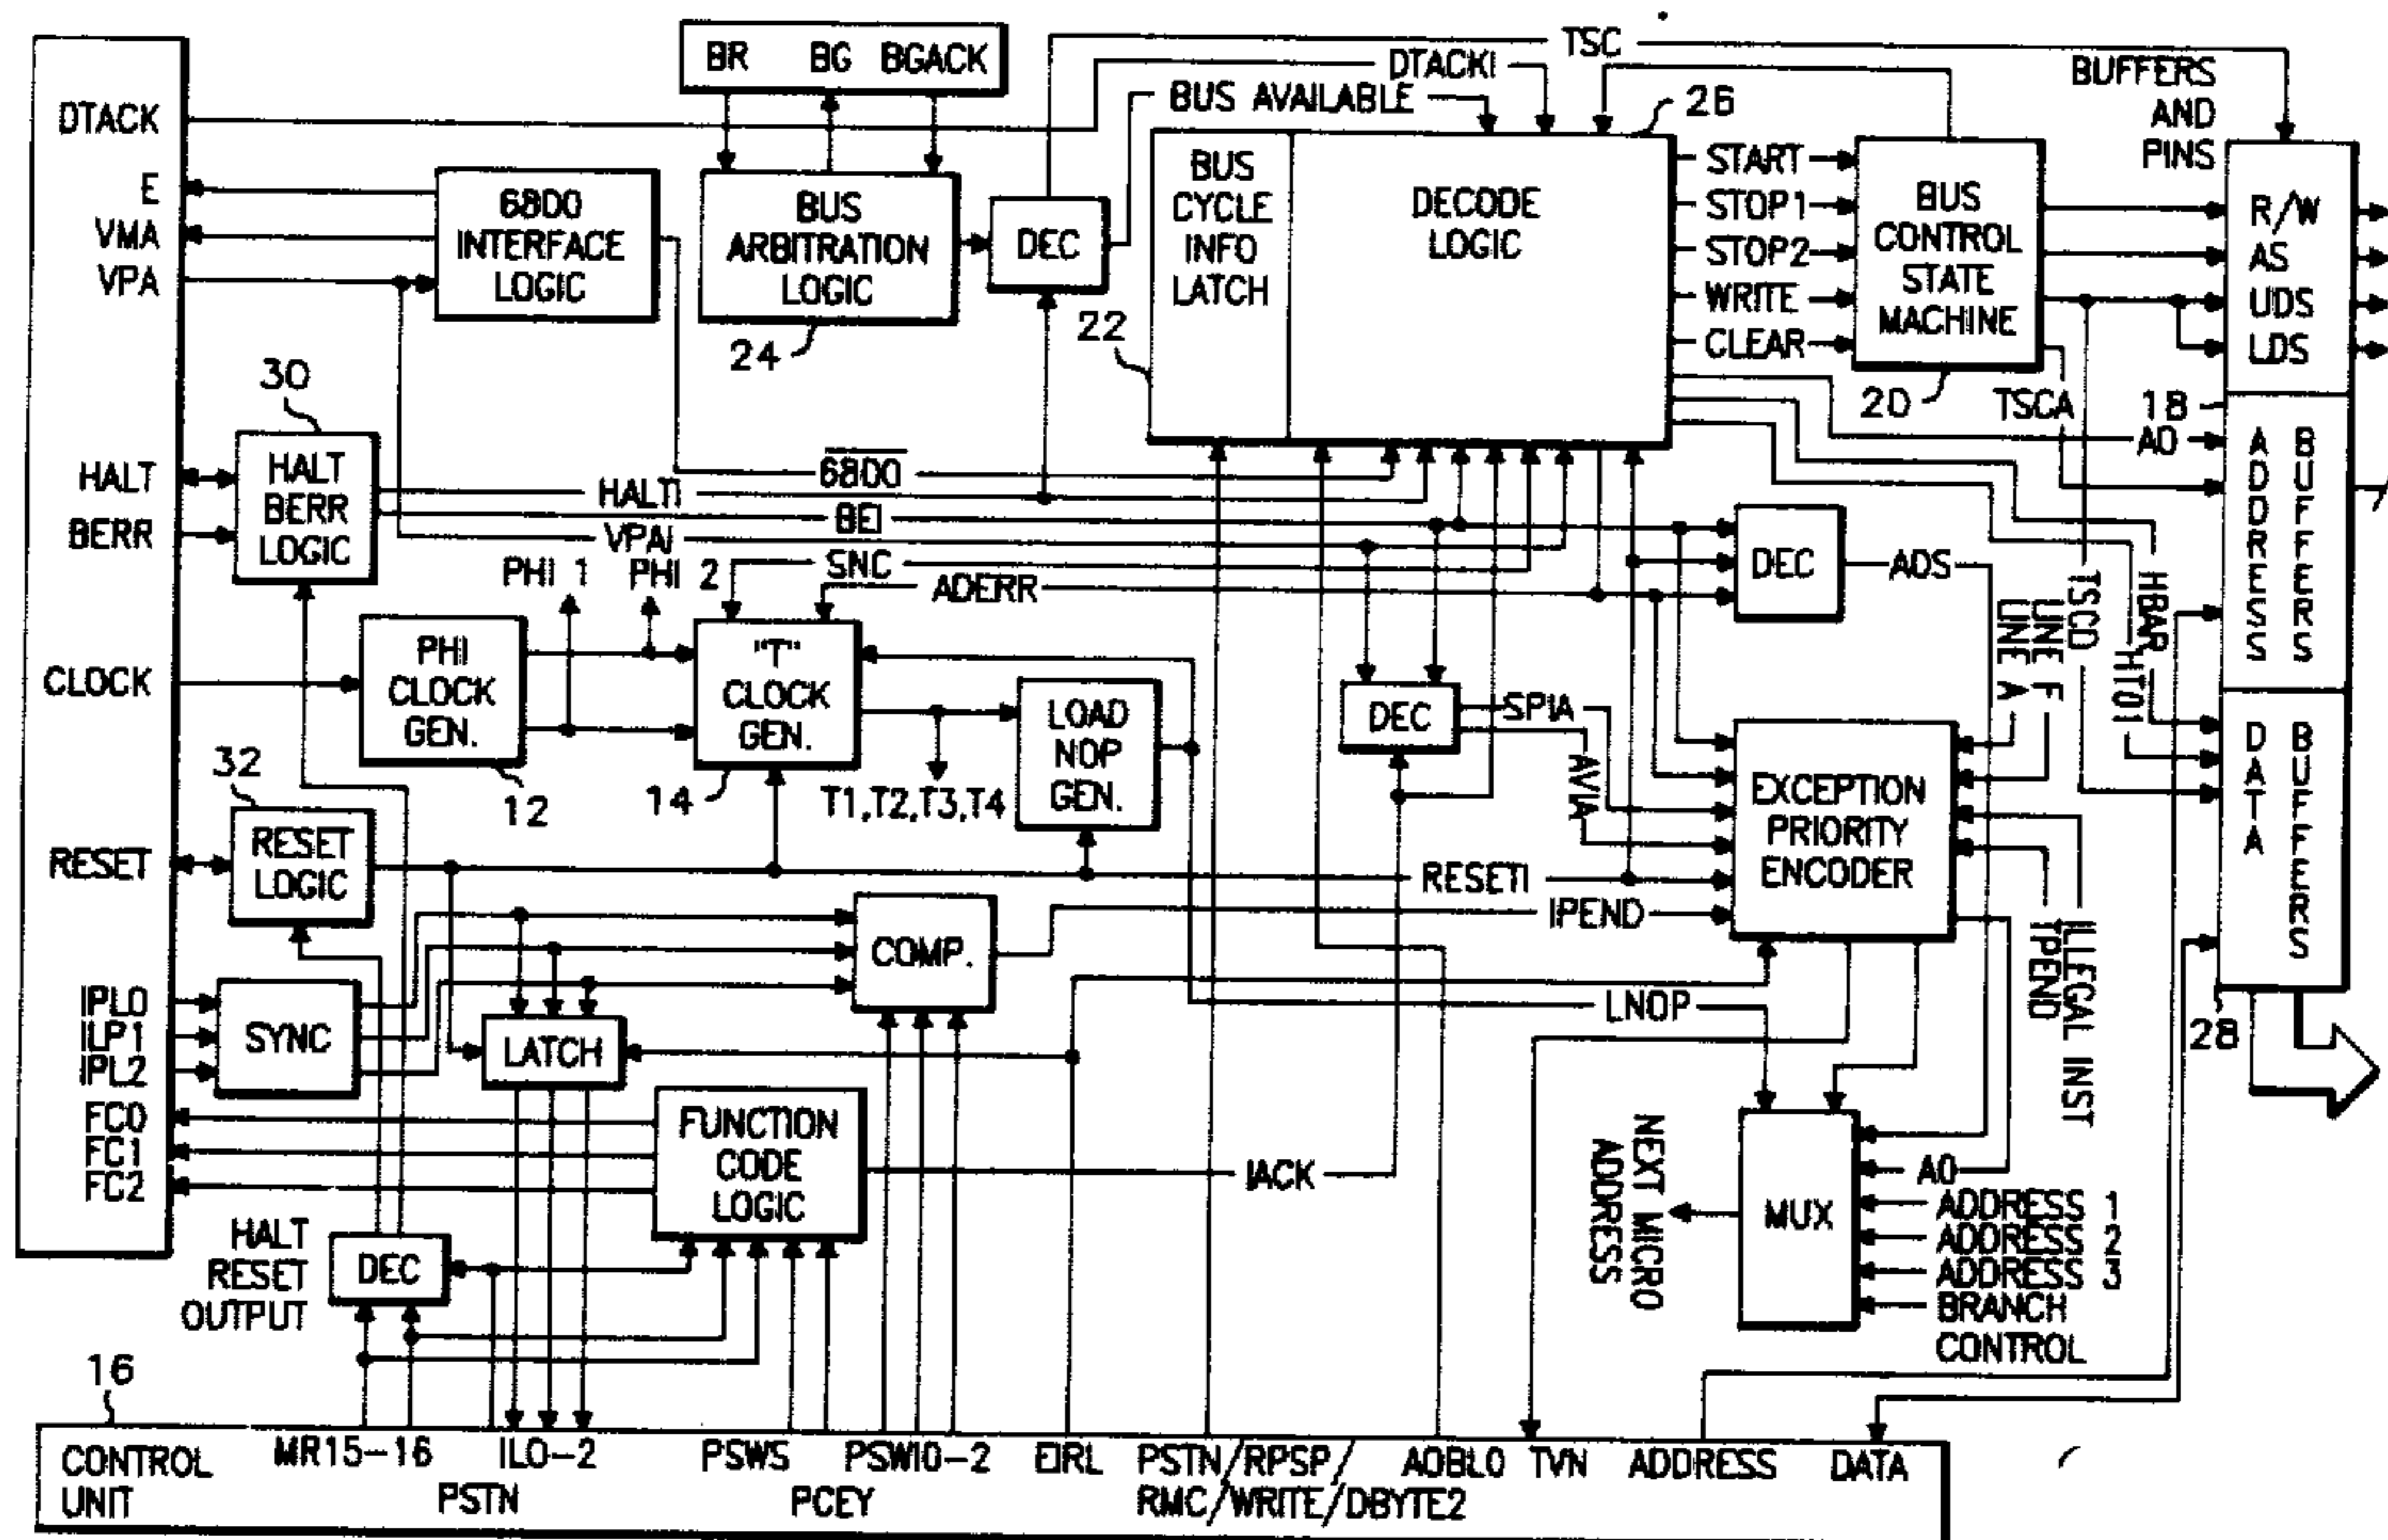 DTACK
E
VMA
VPA
HALT
BERR
CLOCK
RESET
IPL0
ILP1
IPL2
FC0
FC1
FC2
BR BG BGACK
6800
INTERFACE
LOGIC
BUS
ARBITRATION
LOGIC
24
DEC
TSC
DTACKI
BUS AVAILABLE
26
BUS
CYCLE
INFO
LATCH
22
DECODE
LOGIC
START
STOP1
STOP2
WRITE
CLEAR
BUS
CONTROL
STATE
MACHINE
20
BUFFERS
AND
PINS
R/W
AS
UDS
LDS
TSCA
18
A0
ADDRESS
BUFFERS
DATA
BUFFERS
28
30
HALT
BERR
LOGIC
6800
HALTI
BEI
VPAI
SNC
ADERR
PHI 1
PHI 2
PHI
CLOCK
GEN.
12
"T"
CLOCK
GEN.
14
T1,T2,T3,T4
LOAD
NOP
GEN.
DEC
SPIA
AVIA
DEC
ADS
LINE A
LINE F
TSCD
HBAR
HT01
EXCEPTION
PRIORITY
ENCODER
32
RESET
LOGIC
RESETI
IPEND
COMP.
SYNC
LATCH
LNOP
TPEND
ILLEGAL INST
FUNCTION
CODE
LOGIC
IACK
NEXT MICRO
ADDRESS
MUX
A0
ADDRESS 1
ADDRESS 2
ADDRESS 3
BRANCH
CONTROL
HALT
RESET
OUTPUT
DEC
16
CONTROL
UNIT
MR15-16
PSTN
IL0-2
PSWS
PCEY
PSWI0-2
EIRL
PSTN/RPSP/
RMC/WRITE/DBYTE2
AOBL0
TVN
ADDRESS
DATA